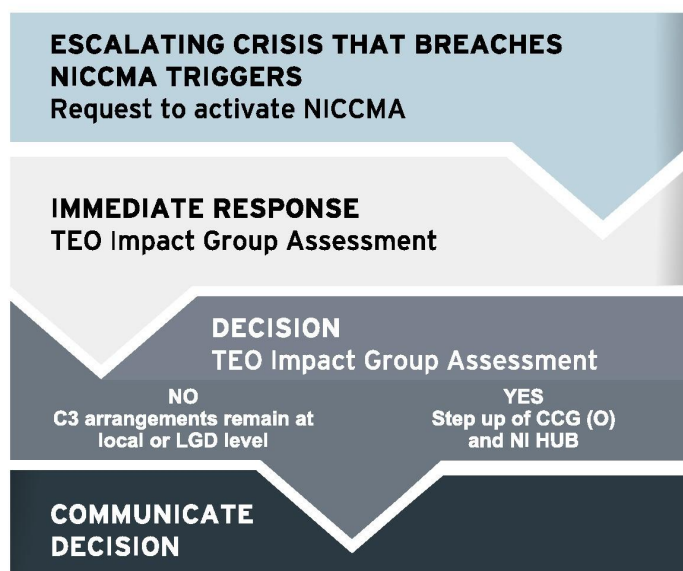 ESCALATING CRISIS THAT BREACHES
NICCMA TRIGGERS
Request to activate NICCMA
IMMEDIATE RESPONSE
TEO Impact Group Assessment
DECISION
TEO Impact Group Assessment
NO
C3 arrangements remain at
local or LGD level
YES
Step up of CCG (O)
and NI HUB
COMMUNICATE
DECISION